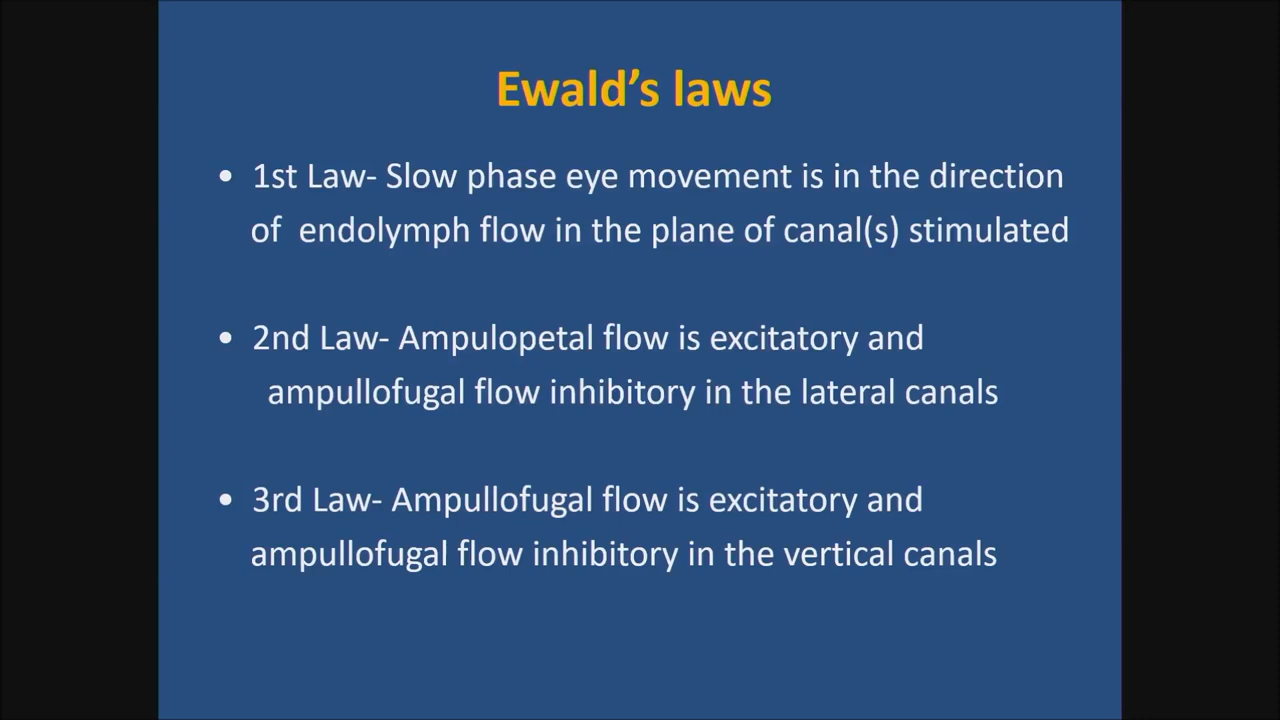 Ewald’s laws
• 1st Law- Slow phase eye movement is in the direction
of  endolymph flow in the plane of canal(s) stimulated
• 2nd Law- Ampulopetal flow is excitatory and
ampullofugal flow inhibitory in the lateral canals
• 3rd Law- Ampullofugal flow is excitatory and
ampullofugal flow inhibitory in the vertical canals